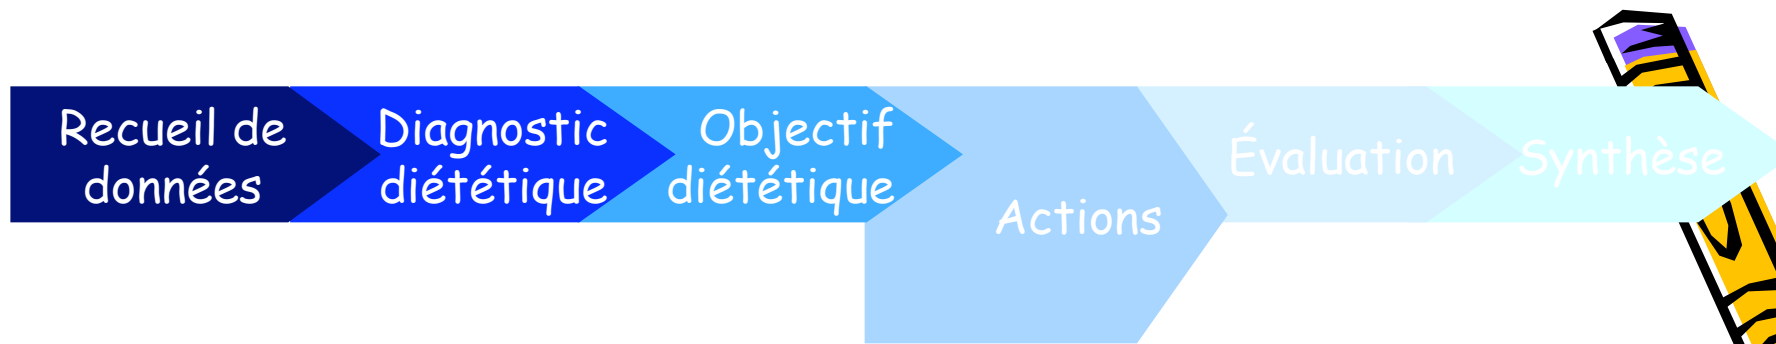 Recueil de
données
Diagnostic
diététique
Objectif
diététique
Actions
Évaluation
Synthèse